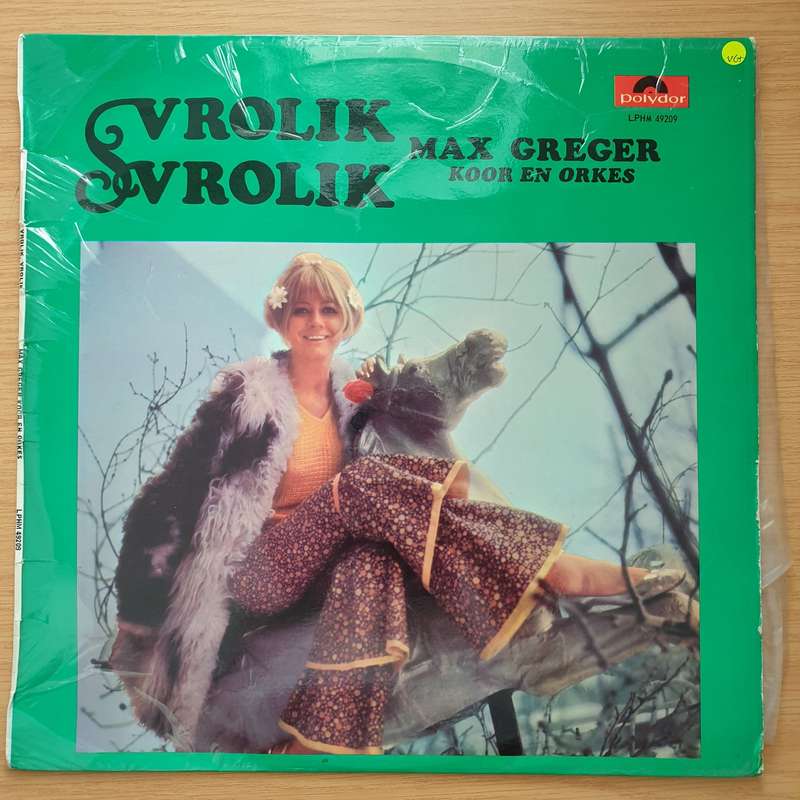 VROLIK
VROLIK
MAX GREGER
KOOR EN ORKES
polydor
LPHM 49209
VROLIK, VROLIK
MAX GREGER KOOR EN ORKES
LPHM 49209